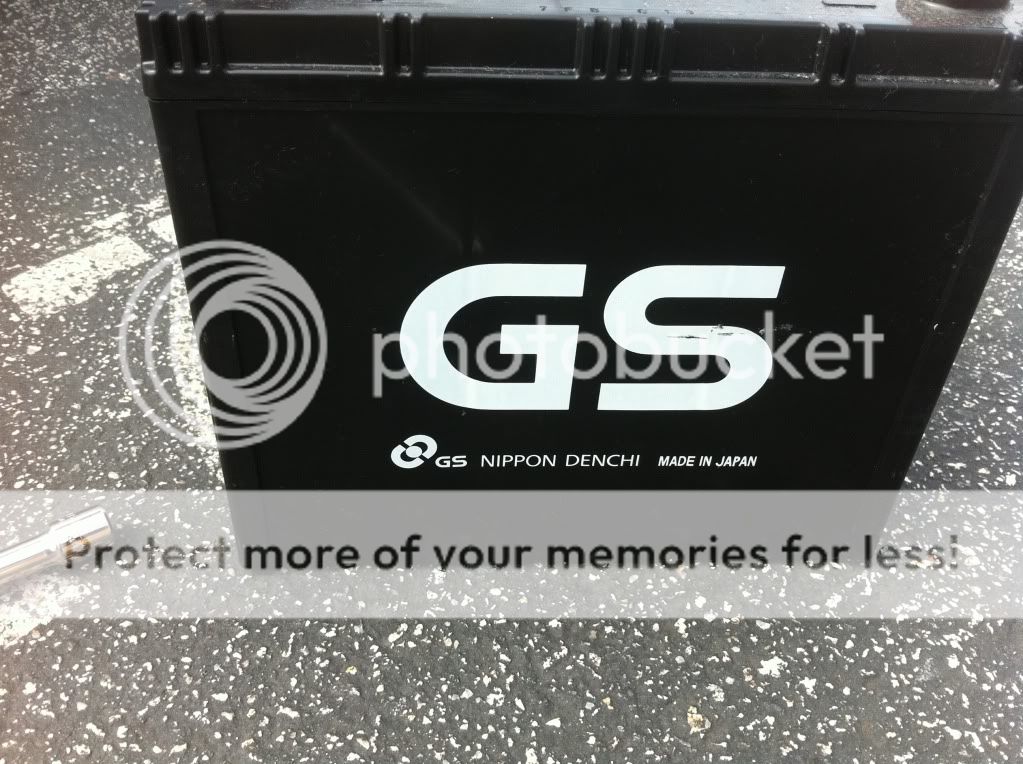 GS
photobucket
GS NIPPON DENCHI MADE IN JAPAN
Protect more of your memories for less!